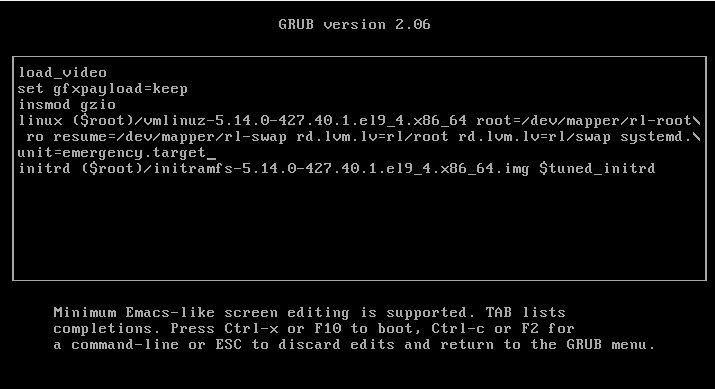 GRUB version 2.06
load_video
set gfxpayload=keep
insmod gzio
linux ($root)/vmlinuz-5.14.0-427.40.1.el9_4.x86_64 root=/dev/mapper/rl-root\
ro resume=/dev/mapper/rl-swap rd.lvm.lv=rl/root rd.lvm.lv=rl/swap systemd.\
unit=emergency.target_
initrd ($root)/initramfs-5.14.0-427.40.1.el9_4.x86_64.img $tuned_initrd
Minimum Emacs-like screen editing is supported. TAB lists
completions. Press Ctrl-x or F10 to boot, Ctrl-c or F2 for
a command-line or ESC to discard edits and return to the GRUB menu.